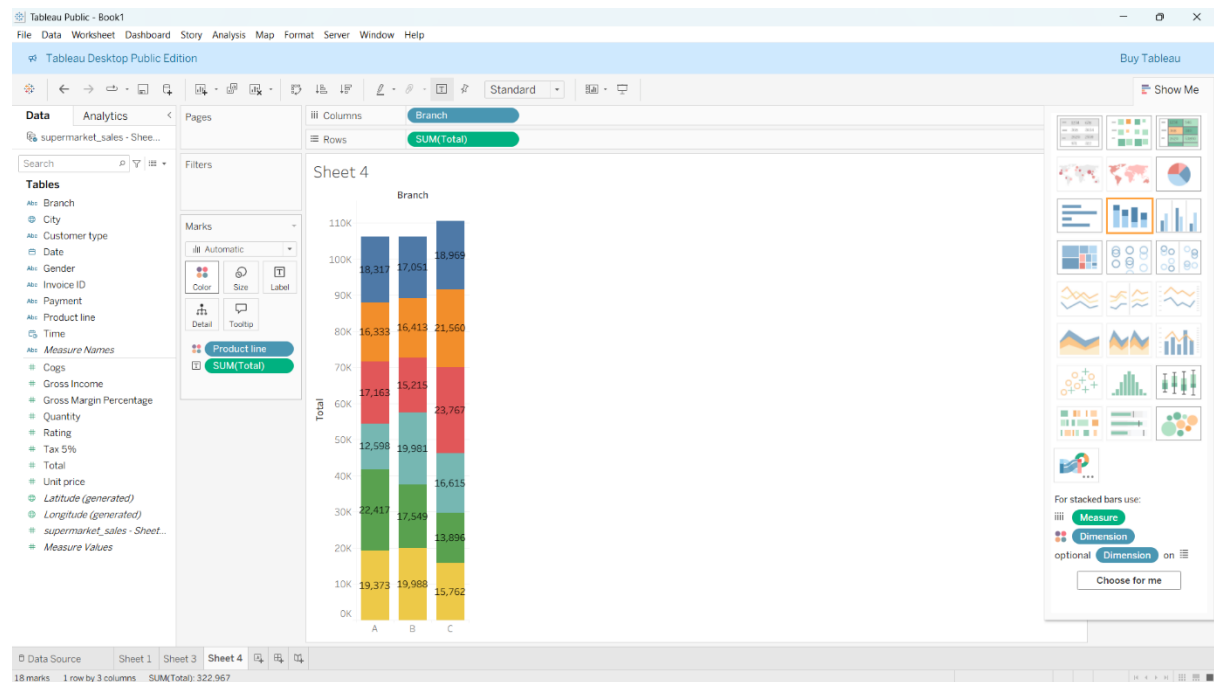 Tableau Public - Book1
File Data Worksheet Dashboard Story Analysis Map Format Server Window Help
Tableau Desktop Public Edition
Buy Tableau
Standard
Show Me
Data Analytics
supermarket_sales - Shee...
Search
Tables
Abc Branch
City
Abc Customer type
Date
Abc Gender
Abc Invoice ID
Abc Payment
Abc Product line
Time
Abc Measure Names
# Cogs
# Gross Income
# Gross Margin Percentage
# Quantity
# Rating
# Tax 5%
# Total
# Unit price
Latitude (generated)
Longitude (generated)
# supermarket_sales - Sheet...
# Measure Values
Pages
Filters
Marks
Automatic
Color Size Label
Detail Tooltip
Product line
SUM(Total)
Columns Branch
Rows SUM(Total)
Sheet 4
Branch
Total
110K
100K
90K
80K
70K
60K
50K
40K
30K
20K
10K
0K
18,317 17,051 18,969
16,333 16,413 21,560
17,163 15,215 23,767
12,598 19,981 16,615
22,417 17,549 13,896
19,373 19,988 15,762
A B C
For stacked bars use:
Measure
Dimension
optional Dimension on
Choose for me
Data Source Sheet 1 Sheet 3 Sheet 4
18 marks 1 row by 3 columns SUM(Total): 322,967